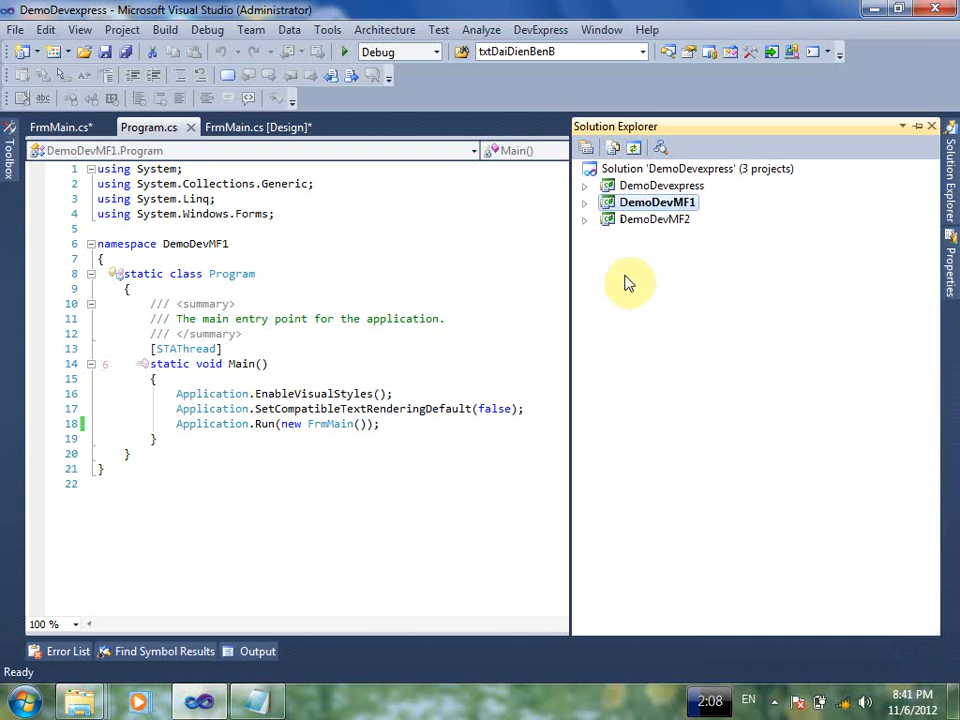 DemoDevexpress - Microsoft Visual Studio (Administrator)
File Edit View Project Build Debug Team Data Tools Architecture Test Analyze DevExpress Window Help
Debug txtDaiDienBenB
FrmMain.cs* Program.cs FrmMain.cs [Design]*
DemoDevMF1.Program Main()
1 using System;
2 using System.Collections.Generic;
3 using System.Linq;
4 using System.Windows.Forms;
5
6 namespace DemoDevMF1
7 {
8 static class Program
9 {
10 /// <summary>
11 /// The main entry point for the application.
12 /// </summary>
13 [STAThread]
14 6 static void Main()
15 {
16 Application.EnableVisualStyles();
17 Application.SetCompatibleTextRenderingDefault(false);
18 Application.Run(new FrmMain());
19 }
20 }
21 }
22
100 %
Solution Explorer
Solution 'DemoDevexpress' (3 projects)
DemoDevexpress
DemoDevMF1
DemoDevMF2
Toolbox
Solution Explorer
Properties
Error List Find Symbol Results Output
Ready
2:08 EN 8:41 PM
11/6/2012